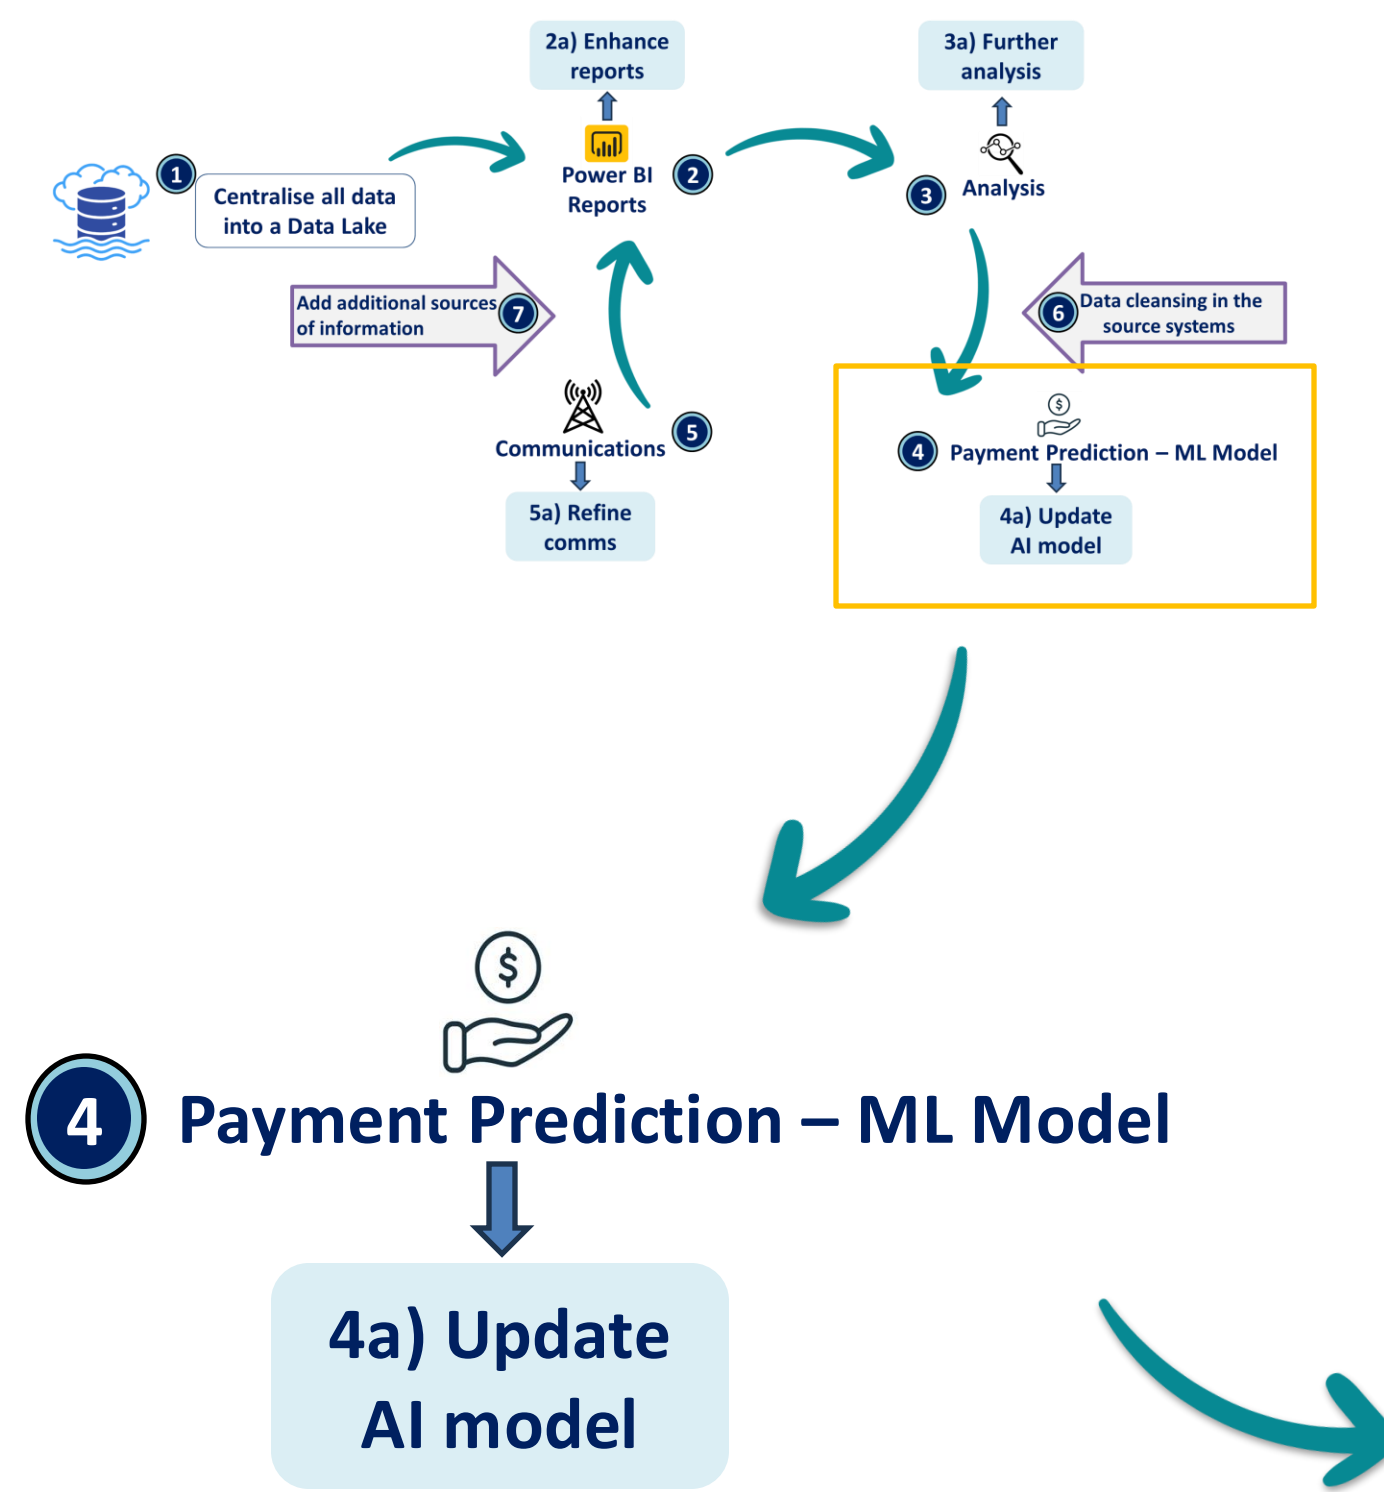 2a) Enhance
reports
3a) Further
analysis
1
Centralise all data
into a Data Lake
Power BI
Reports
2
3
Analysis
Add additional sources
of information
7
6
Data cleansing in the
source systems
$
4
Payment Prediction – ML Model
4a) Update
AI model
Communications
5
5a) Refine
comms
$
4
Payment Prediction – ML Model
4a) Update
AI model